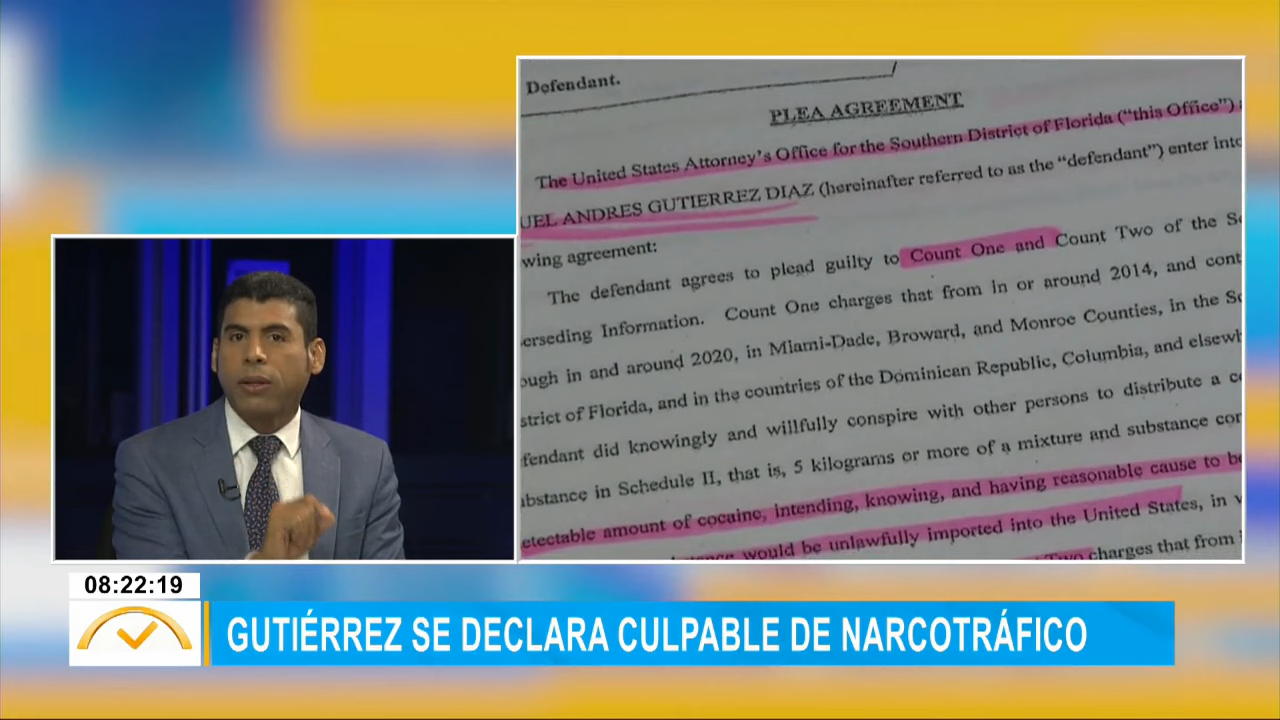 Defendant.
PLEA AGREEMENT
The United States Attorney's Office for the Southern District of Florida ("this Office")
UEL ANDRES GUTIERREZ DIAZ (hereinafter referred to as the "defendant") enter into
wing agreement:
The defendant agrees to plead guilty to Count One and Count Two of the
erseding Information. Count One charges that from in or around 2014, and cont
ough in and around 2020, in Miami-Dade, Broward, and Monroe Counties, in the
strict of Florida, and in the countries of the Dominican Republic, Columbia, and elsewh
fendant did knowingly and willfully conspire with other persons to distribute a
bstance in Schedule II, that is, 5 kilograms or more of a mixture and substance con
etectable amount of cocaine, intending, knowing, and having reasonable cause to be
would be unlawfully imported into the United States, in
Two charges that from
08:22:19
GUTIÉRREZ SE DECLARA CULPABLE DE NARCOTRÁFICO